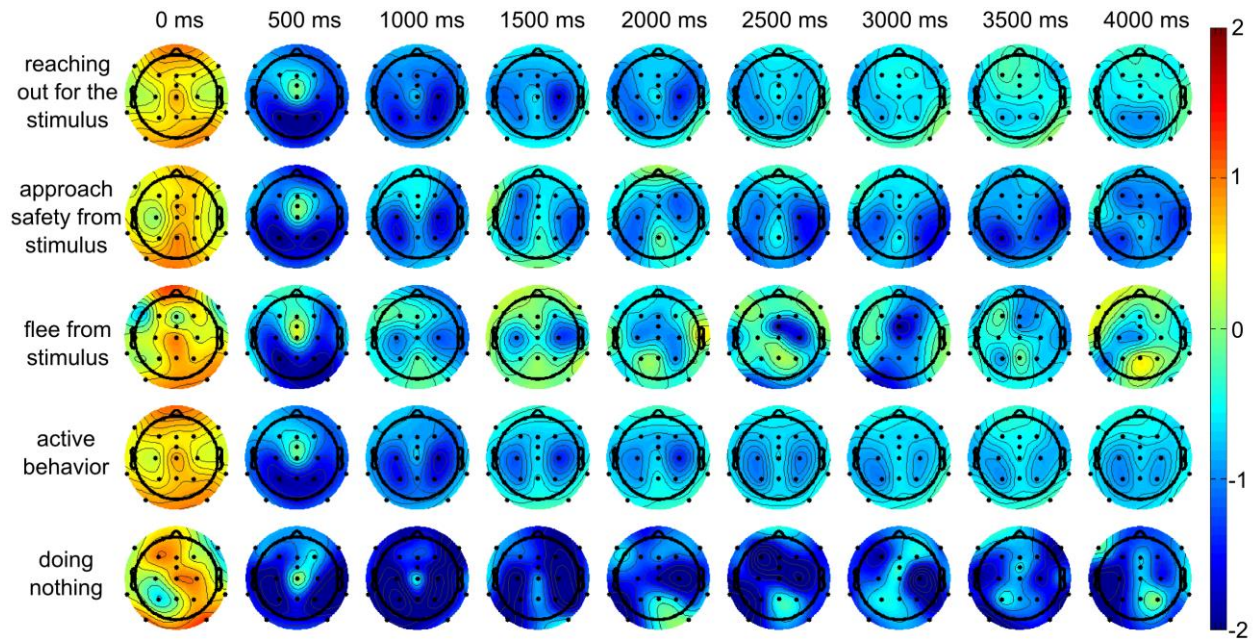 0 ms 500 ms 1000 ms 1500 ms 2000 ms 2500 ms 3000 ms 3500 ms 4000 ms
2
reaching
out for the
stimulus
1
approach
safety from
stimulus
0
flee from
stimulus
active
behavior
-1
doing
nothing
-2